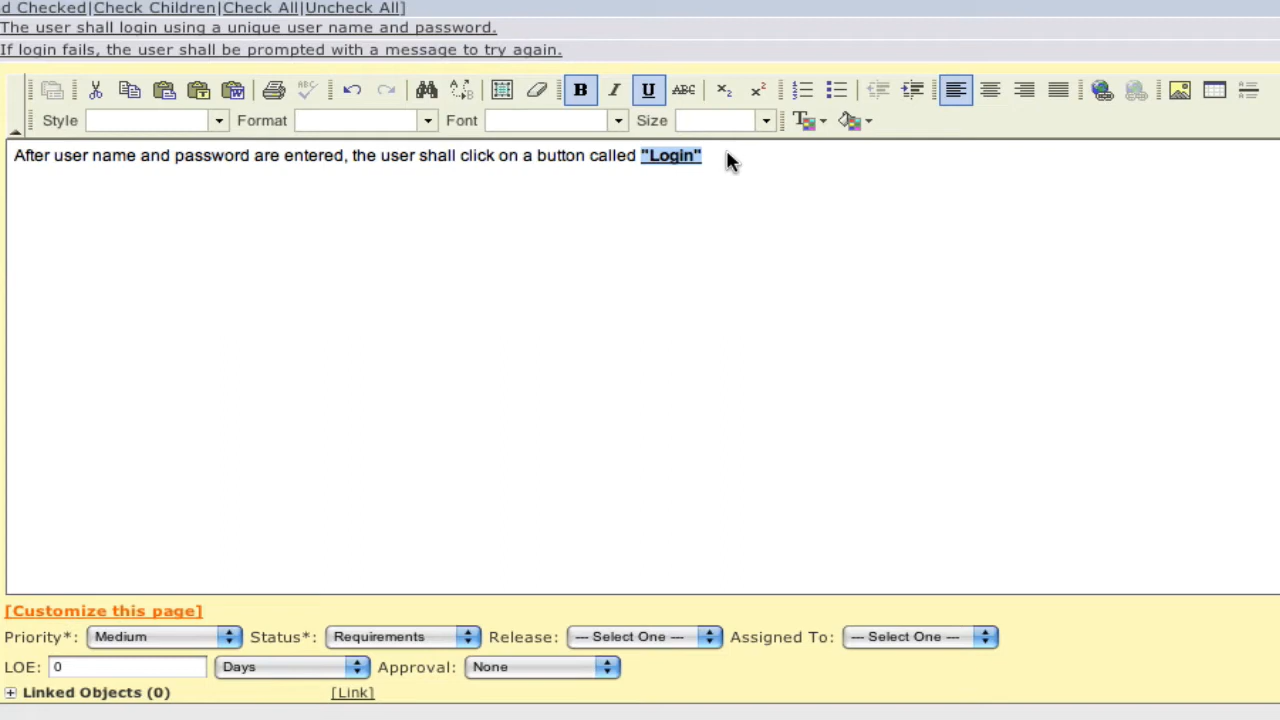 d Checked|Check Children|Check All|Uncheck All]
The user shall login using a unique user name and password.
If login fails, the user shall be prompted with a message to try again.
B I U ABC x₂ x²
Style Format Font Size
After user name and password are entered, the user shall click on a button called "Login"
[Customize this page]
Priority*: Medium Status*: Requirements Release: --- Select One --- Assigned To: --- Select One ---
LOE: 0 Days Approval: None
Linked Objects (0) [Link]